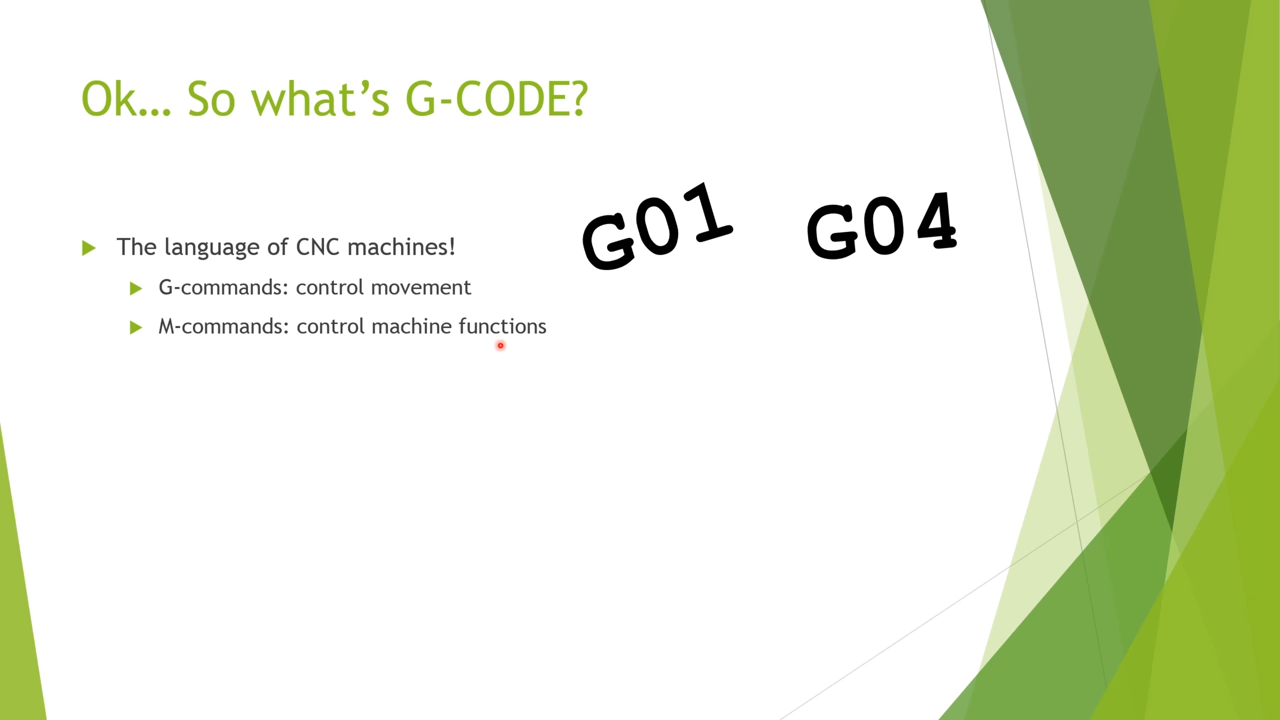 Ok… So what’s G-CODE?
G01 G04
The language of CNC machines!
G-commands: control movement
M-commands: control machine functions